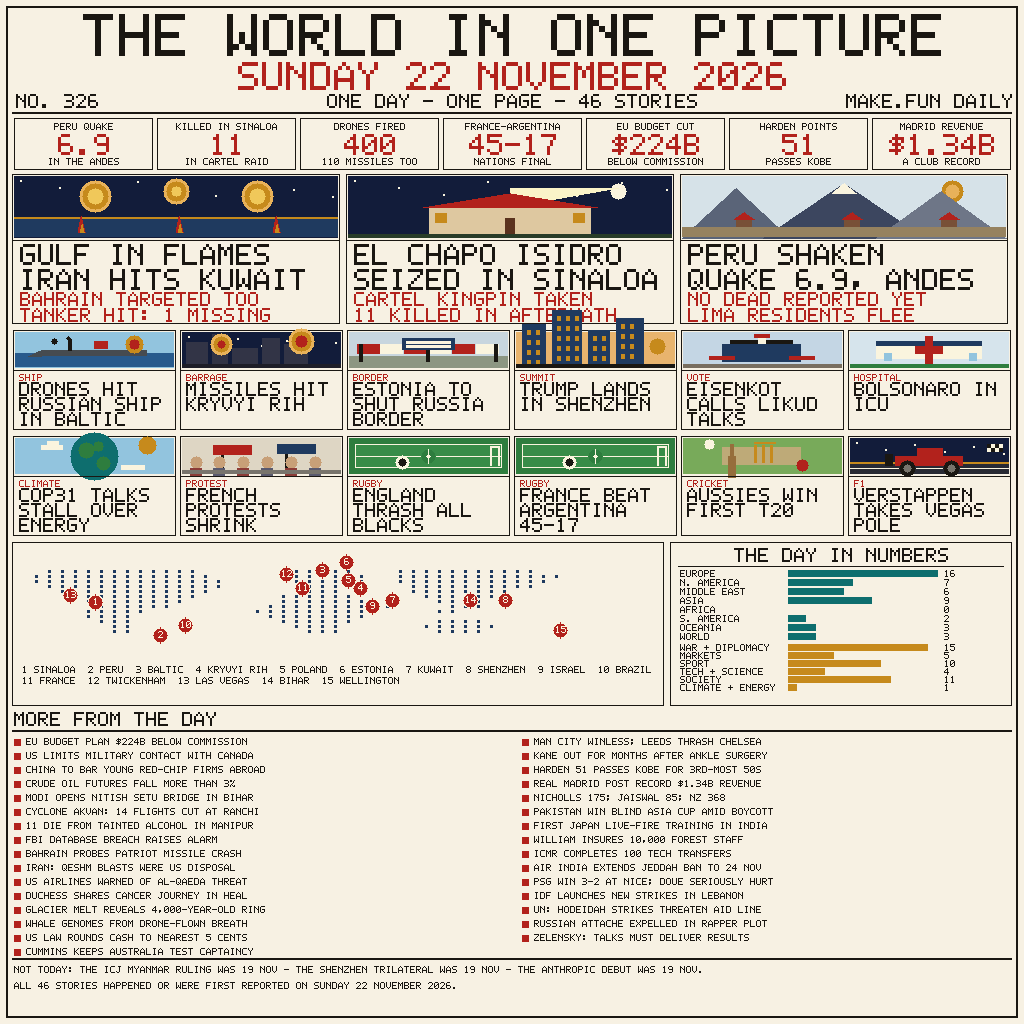 THE WORLD IN ONE PICTURE
SUNDAY 22 NOVEMBER 2026
NO. 326
ONE DAY - ONE PAGE - 46 STORIES
MAKE.FUN DAILY
PERU QUAKE
6.9
IN THE ANDES
KILLED IN SINALOA
11
IN CARTEL RAID
DRONES FIRED
400
110 MISSILES TOO
FRANCE-ARGENTINA
45-17
NATIONS FINAL
EU BUDGET CUT
$224B
BELOW COMMISSION
HARDEN POINTS
51
PASSES KOBE
MADRID REVENUE
$1.34B
A CLUB RECORD
GULF IN FLAMES
IRAN HITS KUWAIT
BAHRAIN TARGETED TOO
TANKER HIT: 1 MISSING
EL CHAPO ISIDRO
SEIZED IN SINALOA
CARTEL KINGPIN TAKEN
11 KILLED IN AFTERMATH
PERU SHAKEN
QUAKE 6.9, ANDES
NO DEAD REPORTED YET
LIMA RESIDENTS FLEE
SHIP
DRONES HIT
RUSSIAN SHIP
IN BALTIC
BARRAGE
MISSILES HIT
KRYVYI RIH
BORDER
ESTONIA TO
SHUT RUSSIA
BORDER
SUMMIT
TRUMP LANDS
IN SHENZHEN
VOTE
EISENKOT
CALLS LIKUD
TALKS
HOSPITAL
BOLSONARO IN
ICU
CLIMATE
COP31 TALKS
STALL OVER
ENERGY
PROTEST
FRENCH
PROTESTS
SHRINK
RUGBY
ENGLAND
THRASH ALL
BLACKS
RUGBY
FRANCE BEAT
ARGENTINA
45-17
CRICKET
AUSSIES WIN
FIRST T20
F1
VERSTAPPEN
TAKES VEGAS
POLE
6
12
3
5
11
4
13
1
9
7
14
8
10
2
15
1 SINALOA 2 PERU 3 BALTIC 4 KRYVYI RIH 5 POLAND 6 ESTONIA 7 KUWAIT 8 SHENZHEN 9 ISRAEL 10 BRAZIL
11 FRANCE 12 TWICKENHAM 13 LAS VEGAS 14 BIHAR 15 WELLINGTON
THE DAY IN NUMBERS
EUROPE 16
N. AMERICA 7
MIDDLE EAST 6
ASIA 9
AFRICA 0
S. AMERICA 2
OCEANIA 3
WORLD 3
WAR + DIPLOMACY 15
MARKETS 5
SPORT 10
TECH + SCIENCE 4
SOCIETY 11
CLIMATE + ENERGY 1
MORE FROM THE DAY
EU BUDGET PLAN $224B BELOW COMMISSION
US LIMITS MILITARY CONTACT WITH CANADA
CHINA TO BAR YOUNG RED-CHIP FIRMS ABROAD
CRUDE OIL FUTURES FALL MORE THAN 3%
MODI OPENS NITISH SETU BRIDGE IN BIHAR
CYCLONE AKVAN: 14 FLIGHTS CUT AT RANCHI
11 DIE FROM TAINTED ALCOHOL IN MANIPUR
FBI DATABASE BREACH RAISES ALARM
BAHRAIN PROBES PATRIOT MISSILE CRASH
IRAN: QESHM BLASTS WERE US DISPOSAL
US AIRLINES WARNED OF AL-QAEDA THREAT
DUCHESS SHARES CANCER JOURNEY IN HEAL
GLACIER MELT REVEALS 4,000-YEAR-OLD RING
WHALE GENOMES FROM DRONE-FLOWN BREATH
US LAW ROUNDS CASH TO NEAREST 5 CENTS
CUMMINS KEEPS AUSTRALIA TEST CAPTAINCY
MAN CITY WINLESS; LEEDS THRASH CHELSEA
KANE OUT FOR MONTHS AFTER ANKLE SURGERY
HARDEN 51 PASSES KOBE FOR 3RD-MOST 50S
REAL MADRID POST RECORD $1.34B REVENUE
NICHOLLS 175; JAISWAL 85; NZ 368
PAKISTAN WIN BLIND ASIA CUP AMID BOYCOTT
FIRST JAPAN LIVE-FIRE TRAINING IN INDIA
WILLIAM INSURES 10,000 FOREST STAFF
ICMR COMPLETES 100 TECH TRANSFERS
AIR INDIA EXTENDS JEDDAH BAN TO 24 NOV
PSG WIN 3-2 AT NICE; DOUE SERIOUSLY HURT
IDF LAUNCHES NEW STRIKES IN LEBANON
UN: HODEIDAH STRIKES THREATEN AID LINE
RUSSIAN ATTACHE EXPELLED IN RAPPER PLOT
ZELENSKY: TALKS MUST DELIVER RESULTS
NOT TODAY: THE ICJ MYANMAR RULING WAS 19 NOV - THE SHENZHEN TRILATERAL WAS 19 NOV - THE ANTHROPIC DEBUT WAS 19 NOV.
ALL 46 STORIES HAPPENED OR WERE FIRST REPORTED ON SUNDAY 22 NOVEMBER 2026.